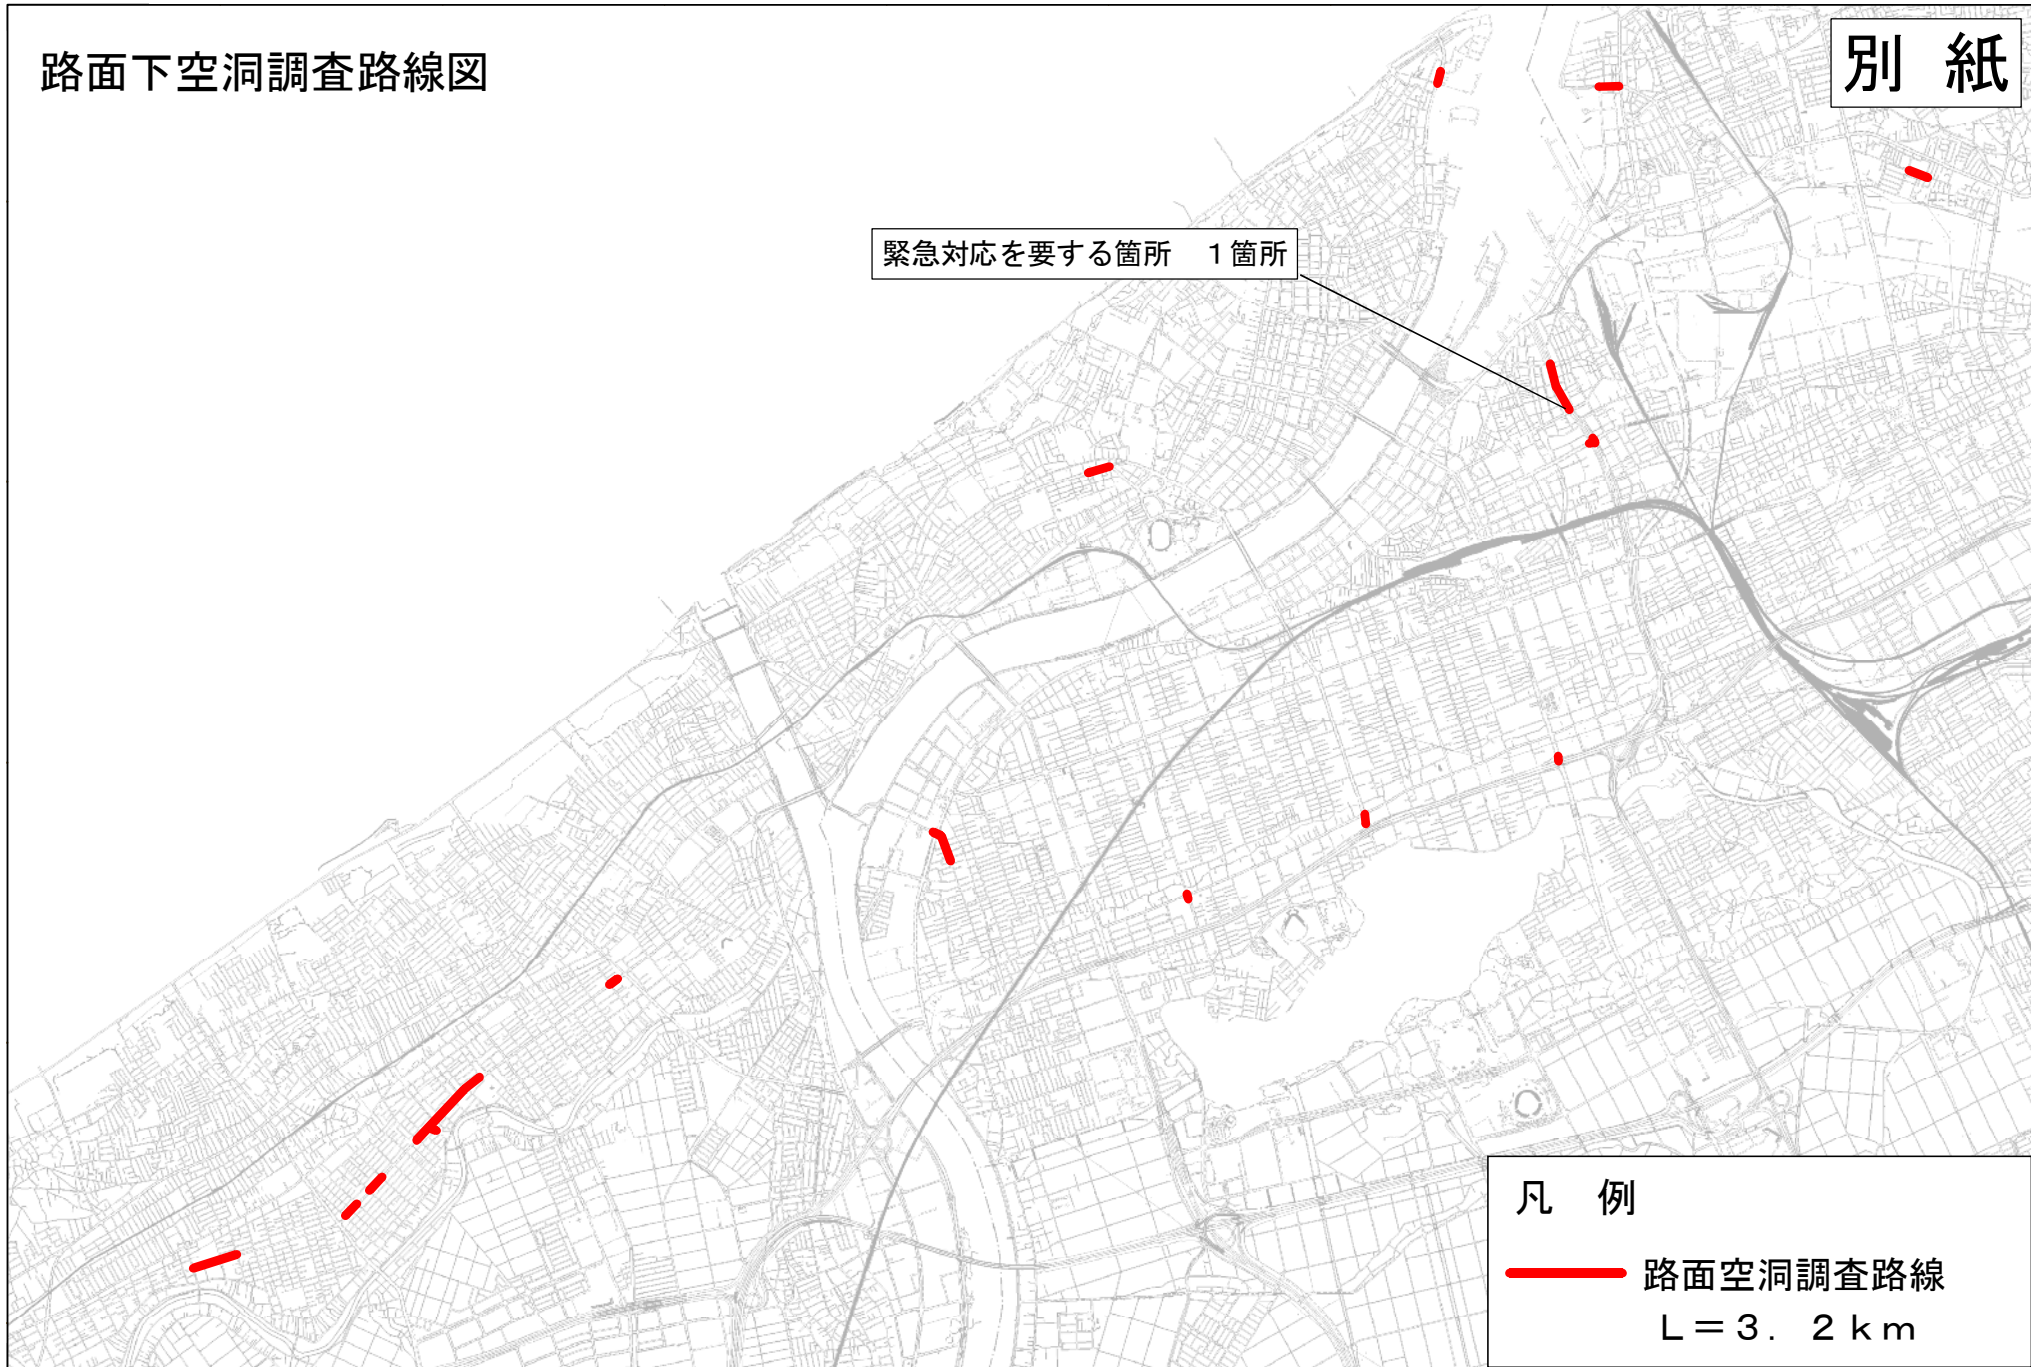 路面下空洞調査路線図
別 紙
緊急対応を要する箇所 1箇所
凡 例
路面空洞調査路線
L=3. 2km